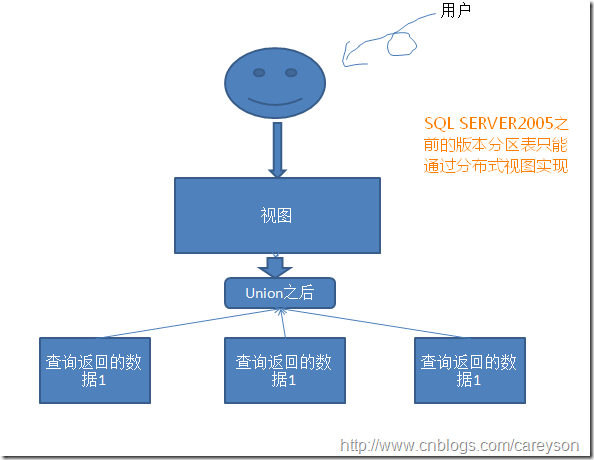 用户
SQL SERVER2005之
前的版本分区表只能
通过分布式视图实现
视图
Union之后
查询返回的数
据1
查询返回的数
据1
查询返回的数
据1
http://www.cnblogs.com/careyson